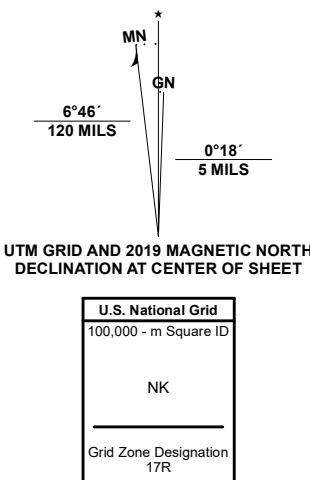 ★
MN
GN
6°46´
120 MILS
0°18´
5 MILS
UTM GRID AND 2019 MAGNETIC NORTH
DECLINATION AT CENTER OF SHEET
U.S. National Grid
100,000 - m Square ID
NK
Grid Zone Designation
17R